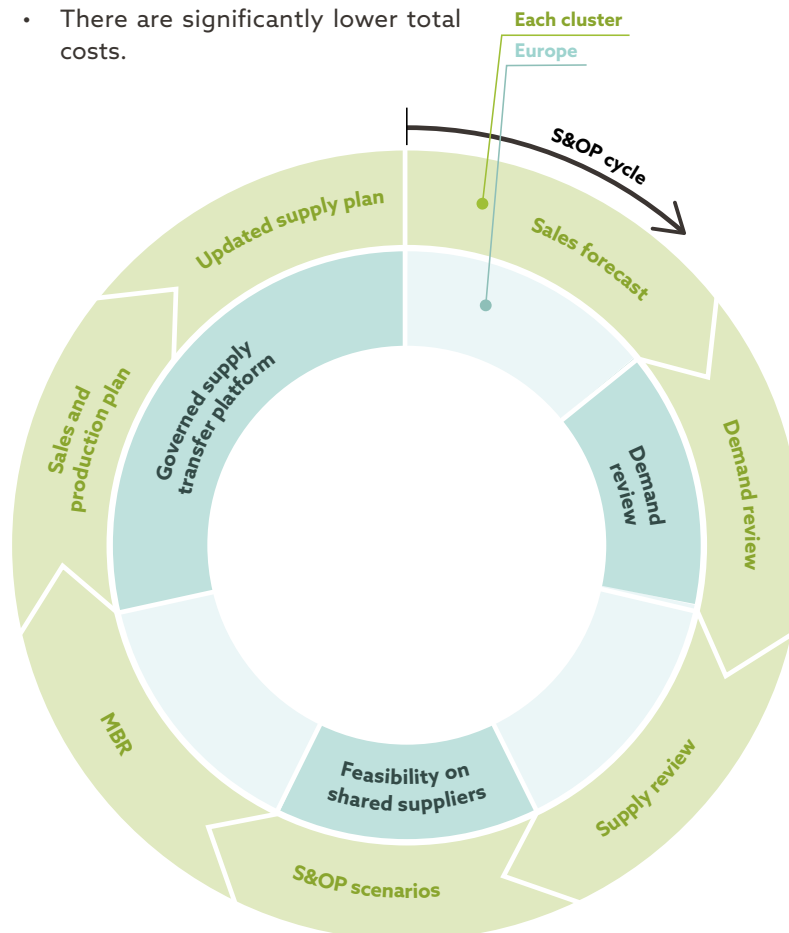 • There are significantly lower total
costs.
Each cluster
Europe
S&OP cycle
Sales forecast
Demand review
Supply review
S&OP scenarios
MBR
Sales and
production plan
Updated supply plan
Demand
review
Feasibility on
shared suppliers
Governed supply
transfer platform